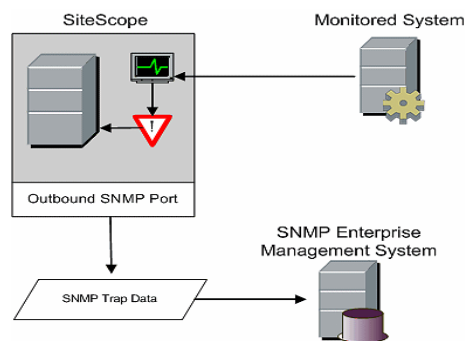 SiteScope
Monitored System
!
Outbound SNMP Port
SNMP Enterprise
Management System
SNMP Trap Data